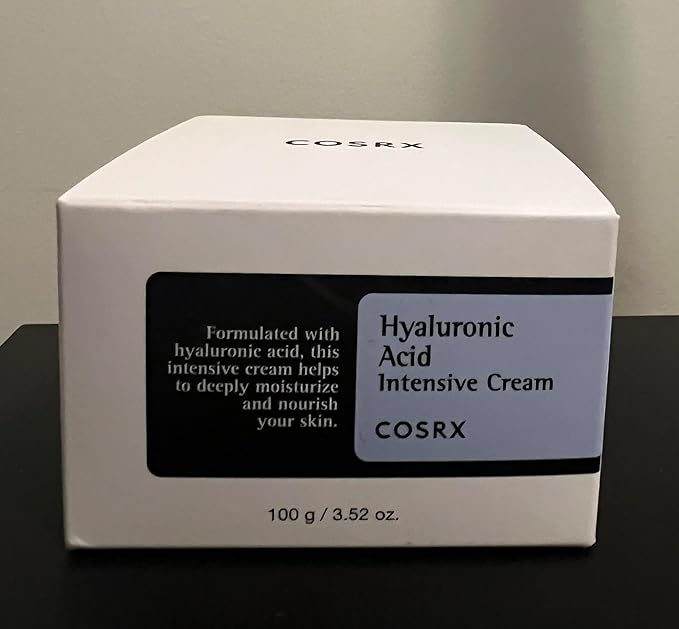 COSRX
Formulated with
hyaluronic acid, this
intensive cream helps
to deeply moisturize
and nourish
your skin.
Hyaluronic
Acid
Intensive Cream
COSRX
100 g / 3.52 oz.